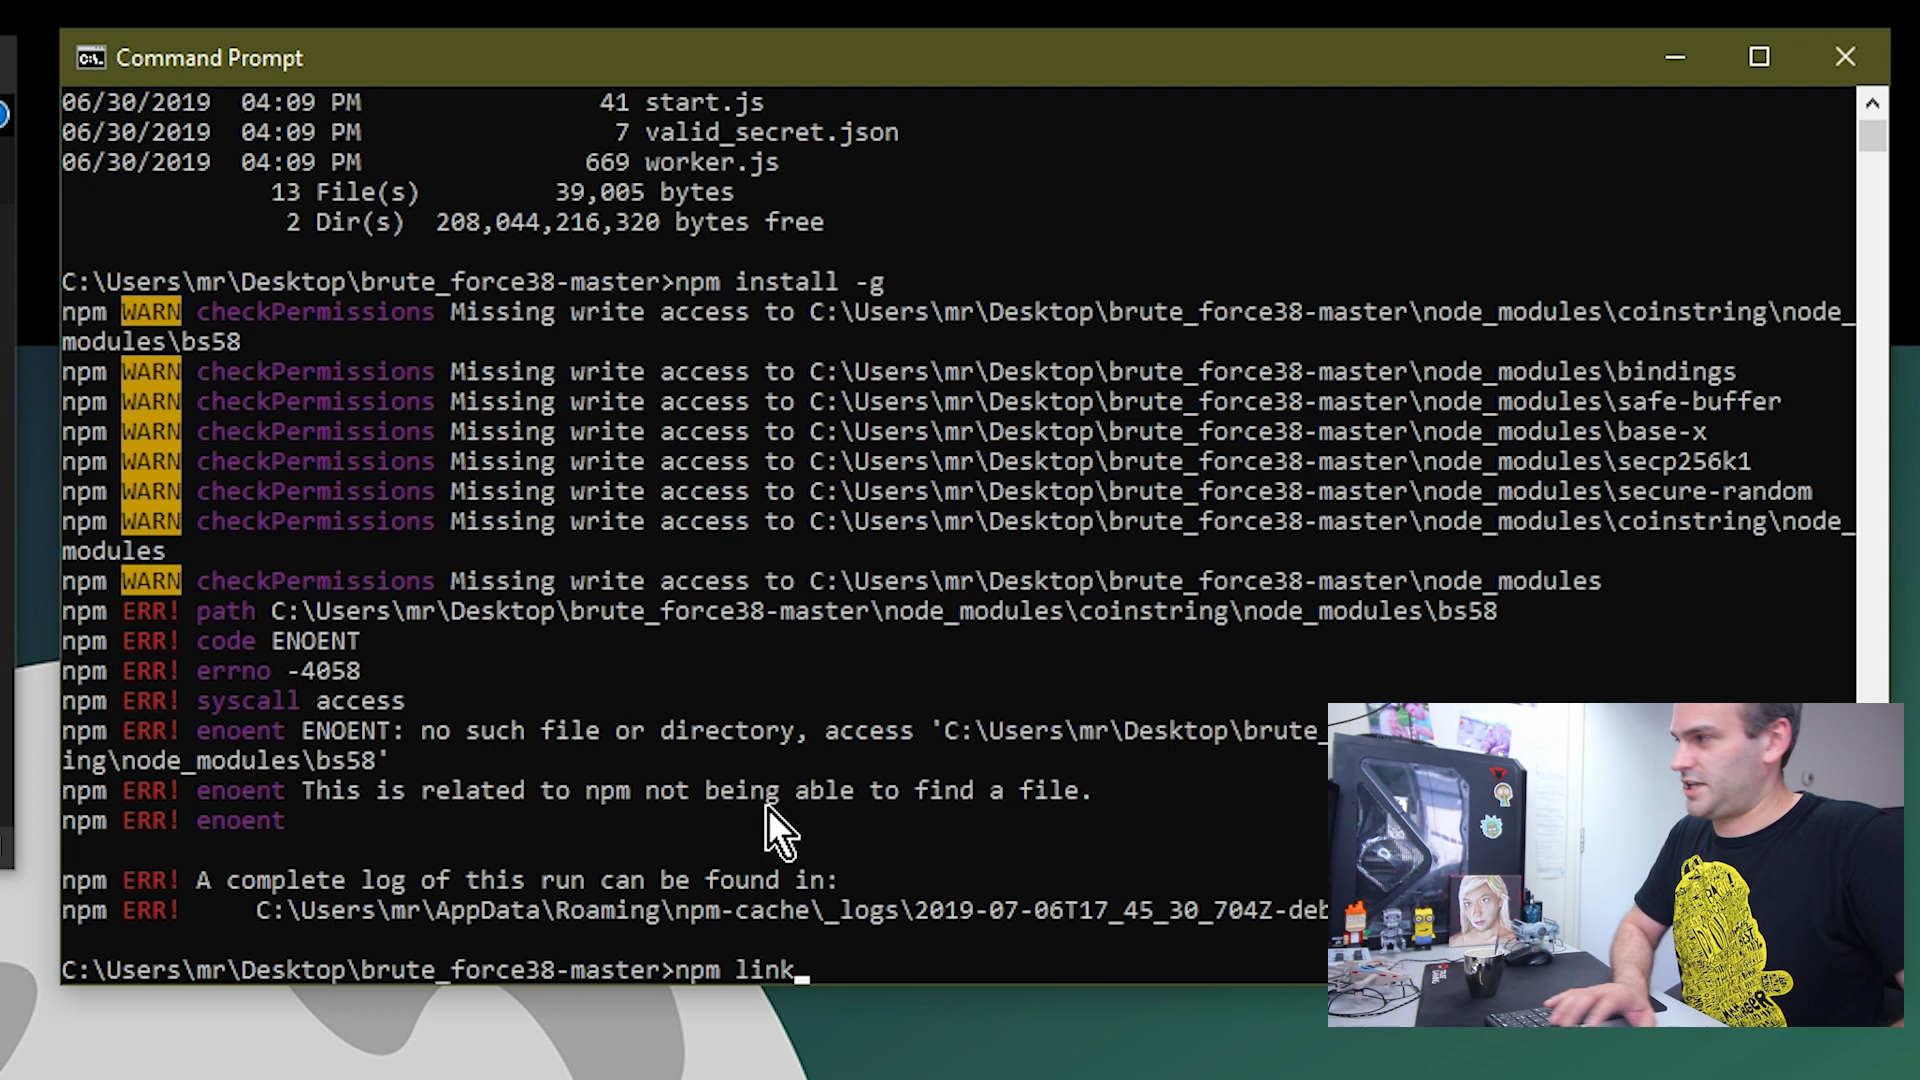 Command Prompt
06/30/2019  04:09 PM                41 start.js
06/30/2019  04:09 PM                 7 valid_secret.json
06/30/2019  04:09 PM               669 worker.js
13 File(s)         39,005 bytes
2 Dir(s)  208,044,216,320 bytes free
C:\Users\mr\Desktop\brute_force38-master>npm install -g
npm WARN checkPermissions Missing write access to C:\Users\mr\Desktop\brute_force38-master\node_modules\coinstring\node_
modules\bs58
npm WARN checkPermissions Missing write access to C:\Users\mr\Desktop\brute_force38-master\node_modules\bindings
npm WARN checkPermissions Missing write access to C:\Users\mr\Desktop\brute_force38-master\node_modules\safe-buffer
npm WARN checkPermissions Missing write access to C:\Users\mr\Desktop\brute_force38-master\node_modules\base-x
npm WARN checkPermissions Missing write access to C:\Users\mr\Desktop\brute_force38-master\node_modules\secp256k1
npm WARN checkPermissions Missing write access to C:\Users\mr\Desktop\brute_force38-master\node_modules\secure-random
npm WARN checkPermissions Missing write access to C:\Users\mr\Desktop\brute_force38-master\node_modules\coinstring\node_
modules
npm WARN checkPermissions Missing write access to C:\Users\mr\Desktop\brute_force38-master\node_modules
npm ERR! path C:\Users\mr\Desktop\brute_force38-master\node_modules\coinstring\node_modules\bs58
npm ERR! code ENOENT
npm ERR! errno -4058
npm ERR! syscall access
npm ERR! enoent ENOENT: no such file or directory, access 'C:\Users\mr\Desktop\brute_
ing\node_modules\bs58'
npm ERR! enoent This is related to npm not being able to find a file.
npm ERR! enoent
npm ERR! A complete log of this run can be found in:
npm ERR!     C:\Users\mr\AppData\Roaming\npm-cache\_logs\2019-07-06T17_45_30_704Z-deb
C:\Users\mr\Desktop\brute_force38-master>npm link_